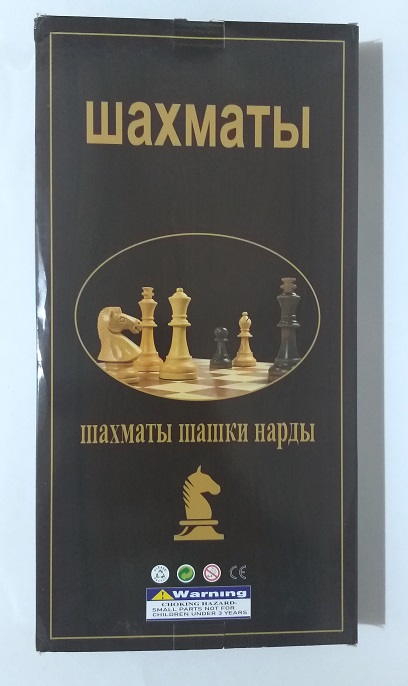 шахматы
шахматы шашки нарды
CE
Warning
CHOKING HAZARD-
SMALL PARTS NOT FOR
CHILDREN UNDER 3 YEARS